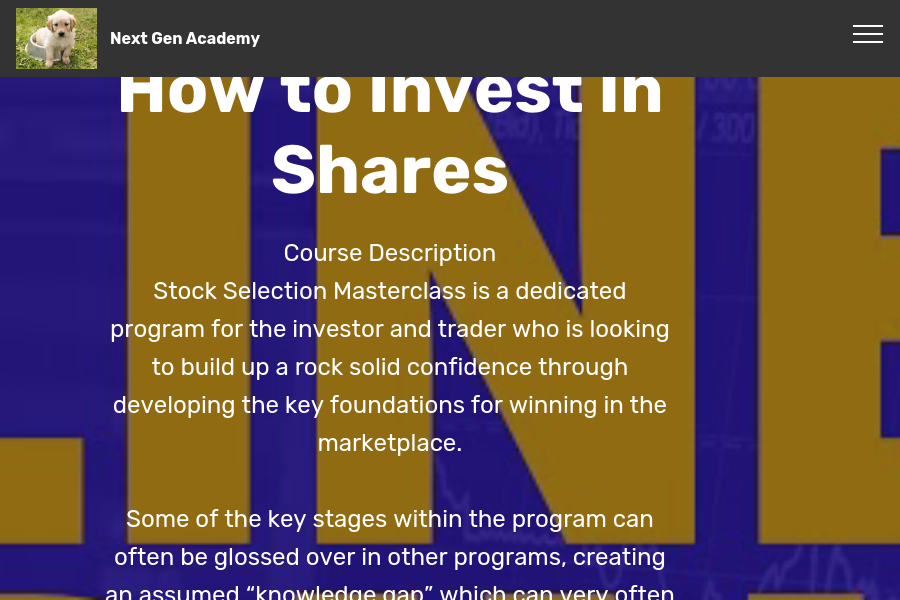 Next Gen Academy
How to Invest in
Shares
Course Description
Stock Selection Masterclass is a dedicated
program for the investor and trader who is looking
to build up a rock solid confidence through
developing the key foundations for winning in the
marketplace.
Some of the key stages within the program can
often be glossed over in other programs, creating
an assumed “knowledge gap” which can very often